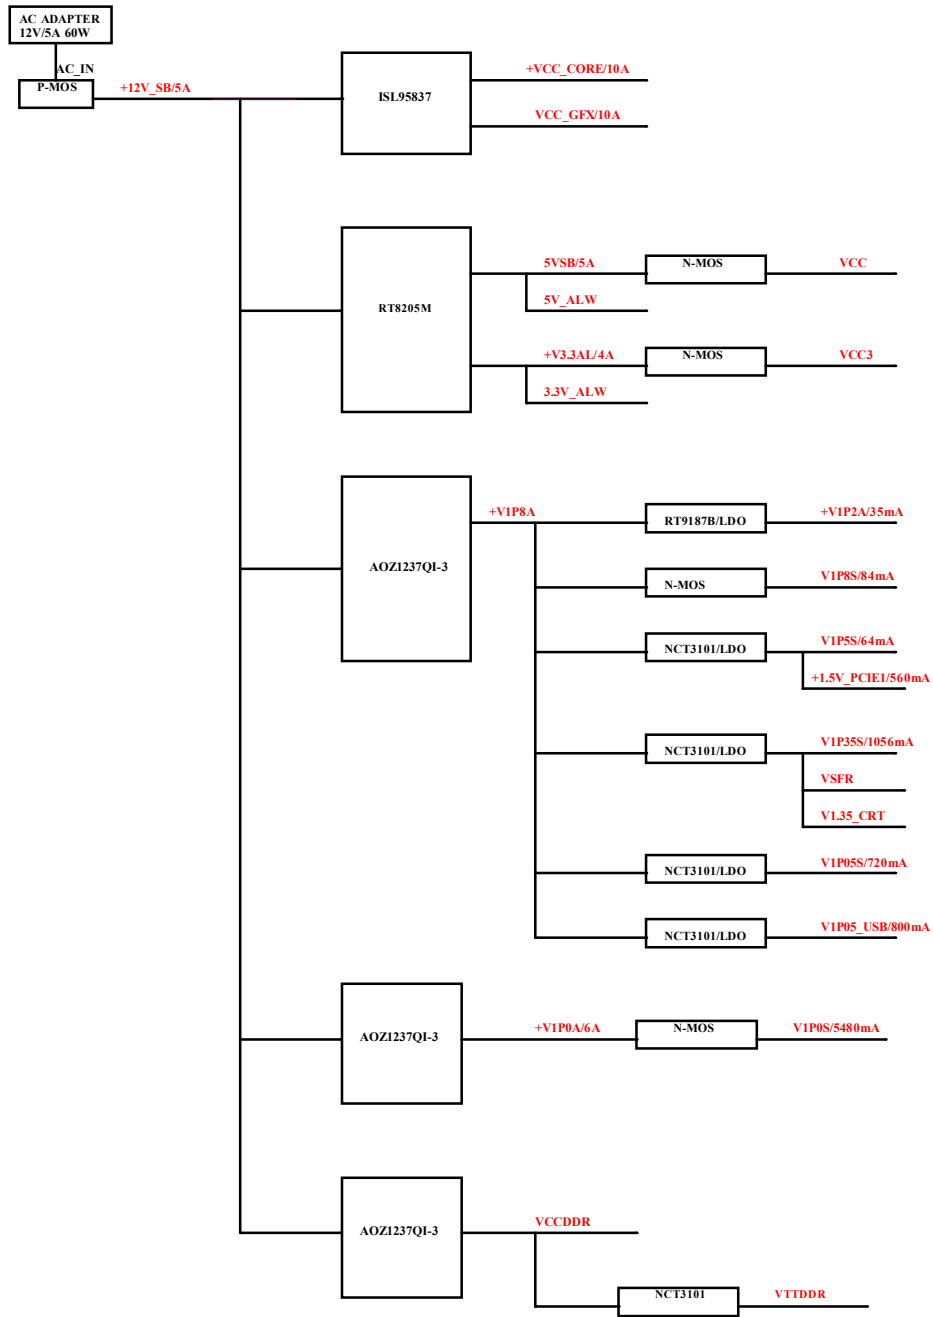 AC ADAPTER
12V/5A 60W
AC_IN
P-MOS
+12V_SB/5A
ISL95837
+VCC_CORE/10A
VCC_GFX/10A
RT8205M
5VSB/5A
N-MOS
VCC
5V_ALW
+V3.3AL/4A
N-MOS
VCC3
3.3V_ALW
AOZ1237QI-3
+V1P8A
RT9187B/LDO
+V1P2A/35mA
N-MOS
V1P8S/84mA
NCT3101/LDO
V1P5S/64mA
+1.5V_PCIE1/560mA
NCT3101/LDO
V1P35S/1056mA
VSFR
V1.35_CRT
NCT3101/LDO
V1P05S/720mA
NCT3101/LDO
V1P05_USB/800mA
AOZ1237QI-3
+V1P0A/6A
N-MOS
V1P0S/5480mA
AOZ1237QI-3
VCCDDR
NCT3101
VTTDDR